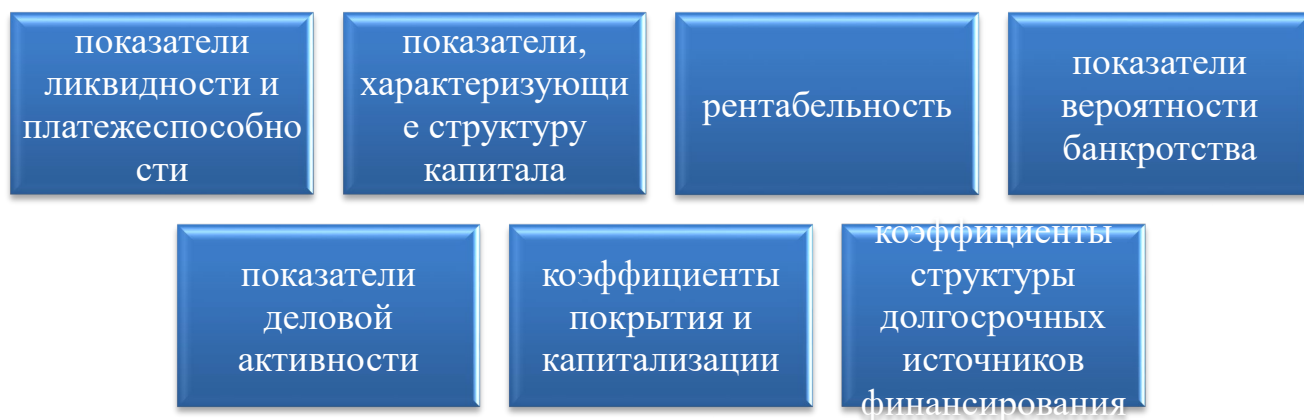 показатели
ликвидности и
платежеспособно
сти
показатели,
характеризующи
е структуру
капитала
рентабельность
показатели
вероятности
банкротства
показатели
деловой
активности
коэффициенты
покрытия и
капитализации
коэффициенты
структуры
долгосрочных
источников
финансирования